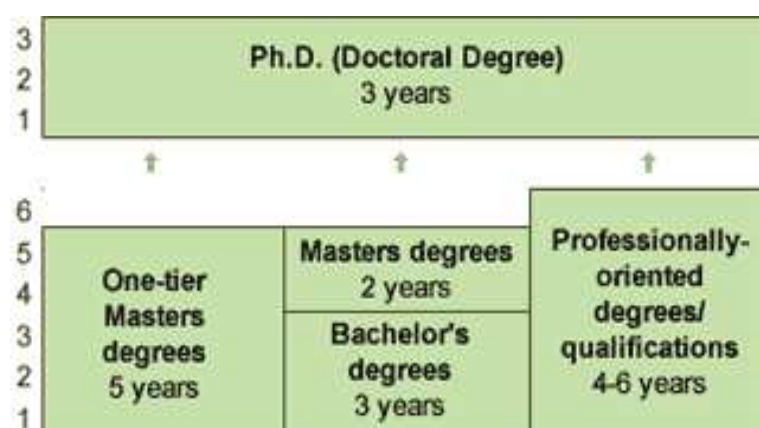 3
2
1
Ph.D. (Doctoral Degree)
3 years
6
5
4
3
2
1
One-tier
Masters
degrees
5 years
Masters degrees
2 years
Bachelor's
degrees
3 years
Professionally-
oriented
degrees/
qualifications
4-6 years